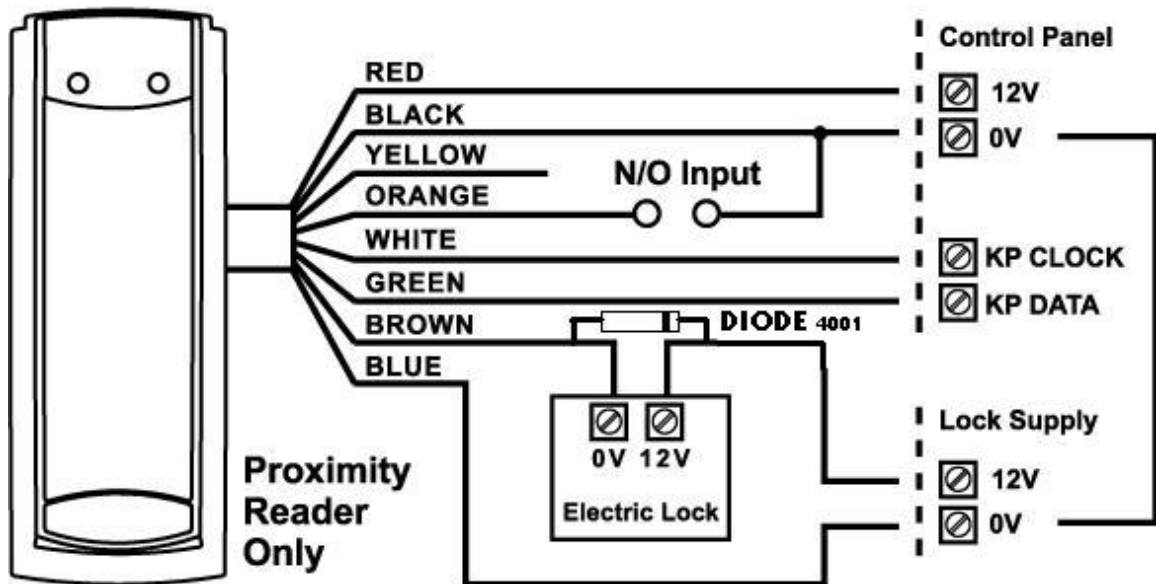 Control Panel
RED
12V
BLACK
0V
YELLOW
N/O Input
ORANGE
WHITE
KP CLOCK
GREEN
KP DATA
BROWN
DIODE 4001
BLUE
Lock Supply
0V 12V
Electric Lock
12V
0V
Proximity
Reader
Only